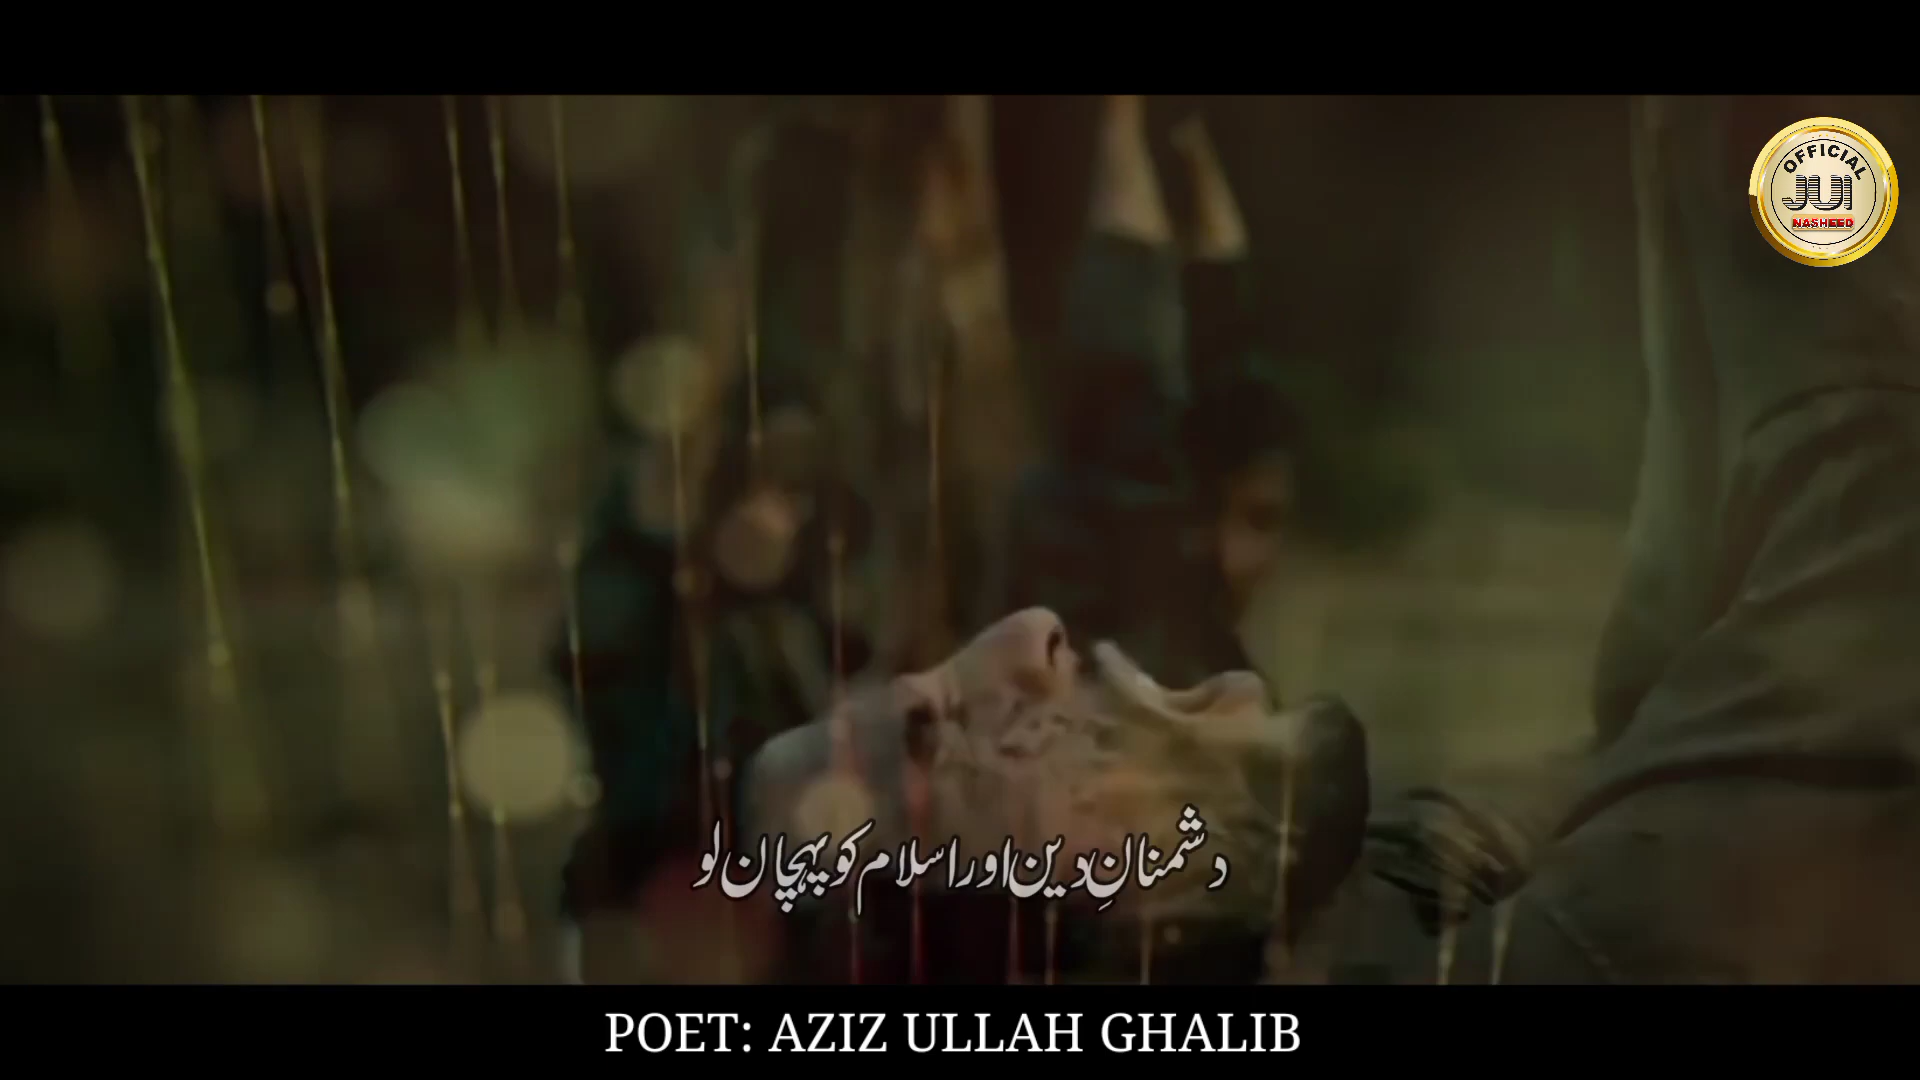 OFFICIAL
JUI
NASHEED
دشمنانِ دین اور اسلام کو پہچان لو
POET: AZIZ ULLAH GHALIB